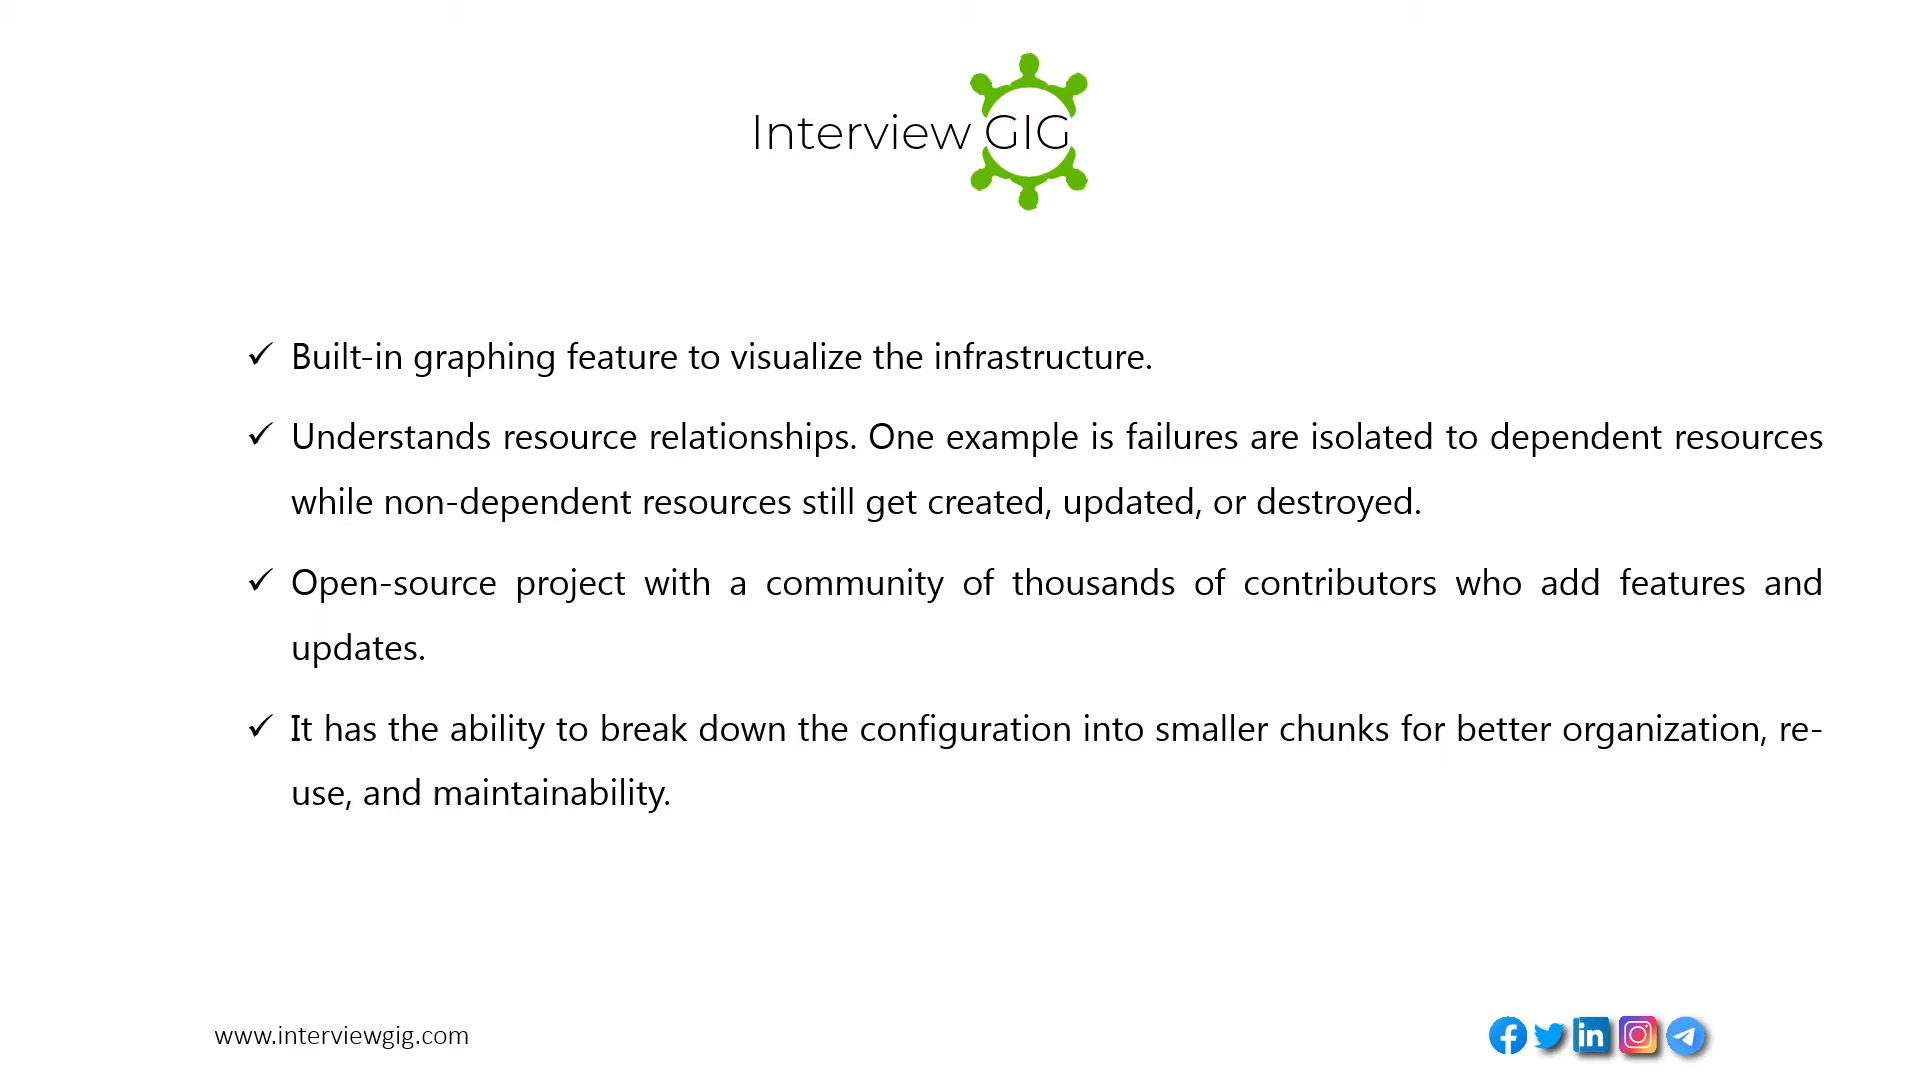 Interview GIG
✓ Built-in graphing feature to visualize the infrastructure.
✓ Understands resource relationships. One example is failures are isolated to dependent resources
while non-dependent resources still get created, updated, or destroyed.
✓ Open-source project with a community of thousands of contributors who add features and
updates.
✓ It has the ability to break down the configuration into smaller chunks for better organization, re-
use, and maintainability.
www.interviewgig.com